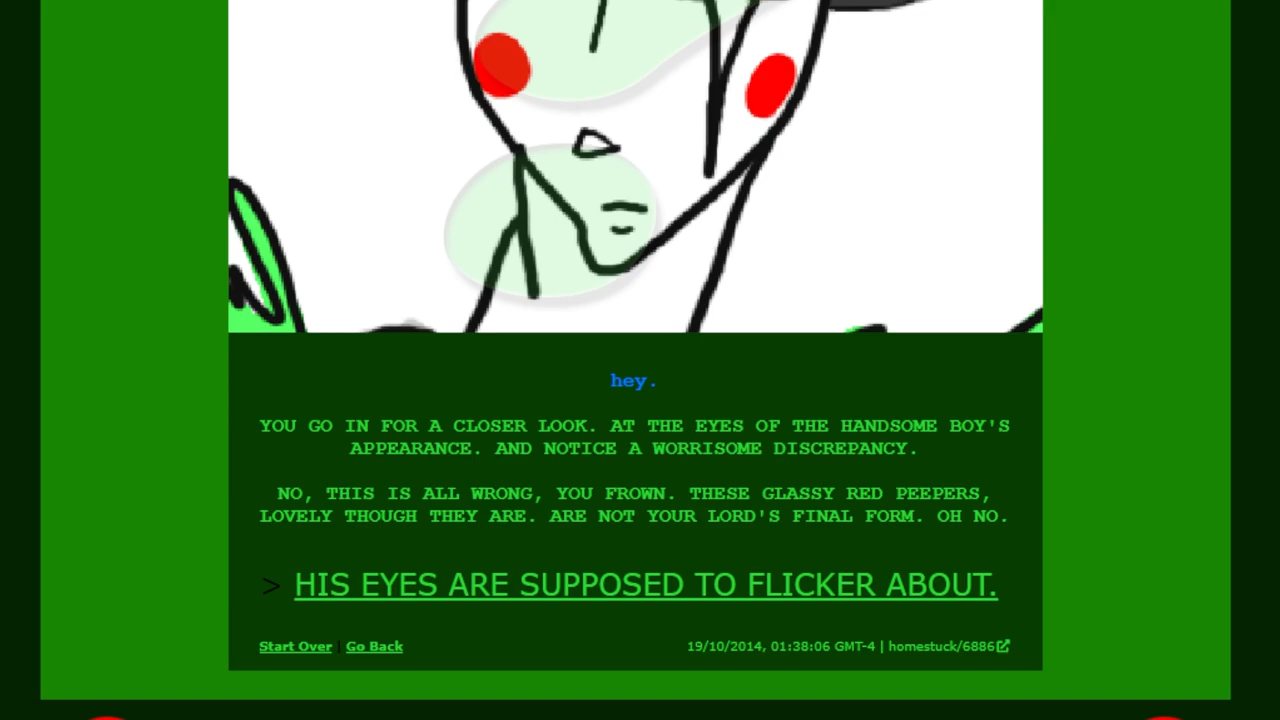 hey.
YOU GO IN FOR A CLOSER LOOK. AT THE EYES OF THE HANDSOME BOY'S
APPEARANCE. AND NOTICE A WORRISOME DISCREPANCY.
NO, THIS IS ALL WRONG, YOU FROWN. THESE GLASSY RED PEEPERS,
LOVELY THOUGH THEY ARE. ARE NOT YOUR LORD'S FINAL FORM. OH NO.
> HIS EYES ARE SUPPOSED TO FLICKER ABOUT.
Start Over | Go Back 19/10/2014, 01:38:06 GMT-4 | homestuck/6886